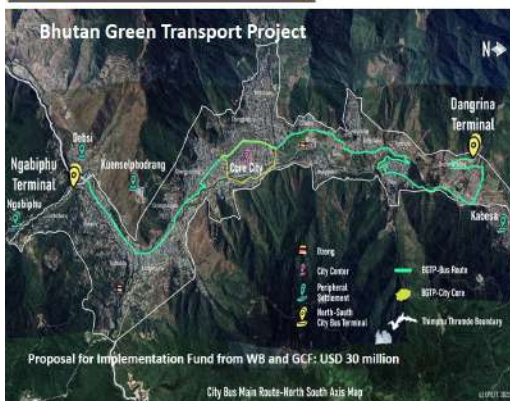 Bhutan Green Transport Project
N
Dangrina
Terminal
Debsi
Ngabiphu
Terminal
Kuenselphodrang
Core City
Ngabiphu
Kabesa
Dzong
City Center
Peripheral
Settlement
North-South
City Bus Terminal
BGTP-Bus Route
BGTP-City Core
Thimphu Thromde Boundary
Proposal for Implementation Fund from WB and GCF: USD 30 million
City Bus Main Route-North South Axis Map